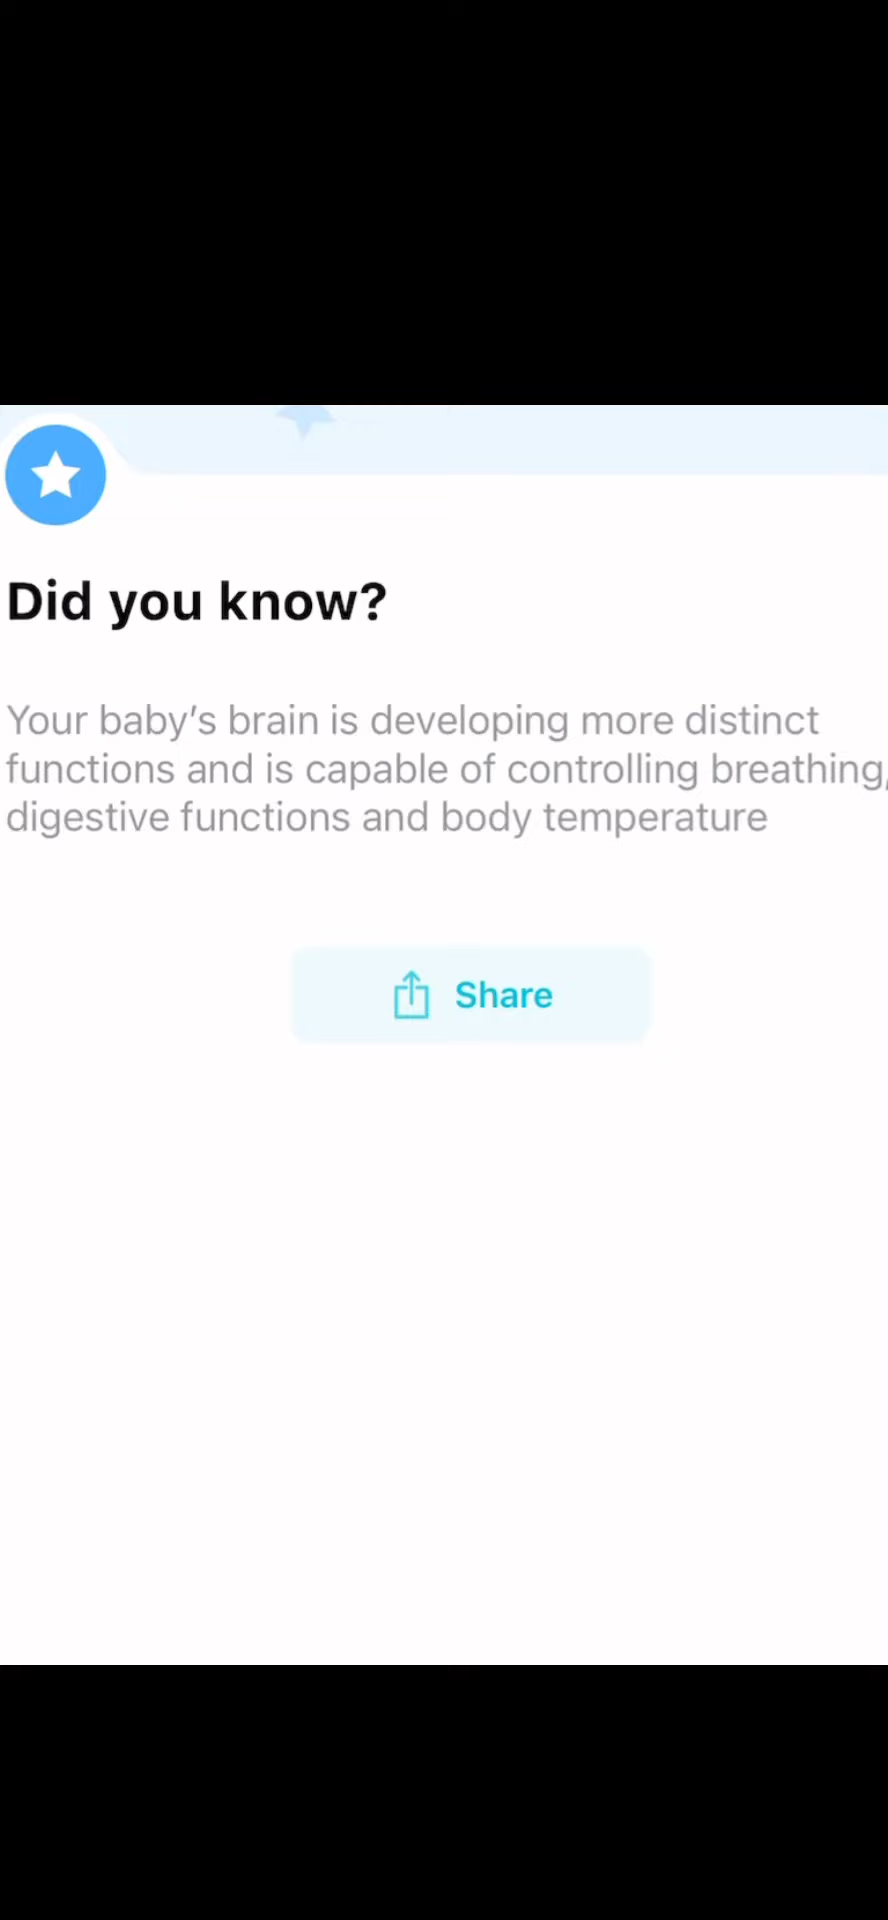 Did you know?
Your baby's brain is developing more distinct
functions and is capable of controlling breathing,
digestive functions and body temperature
Share